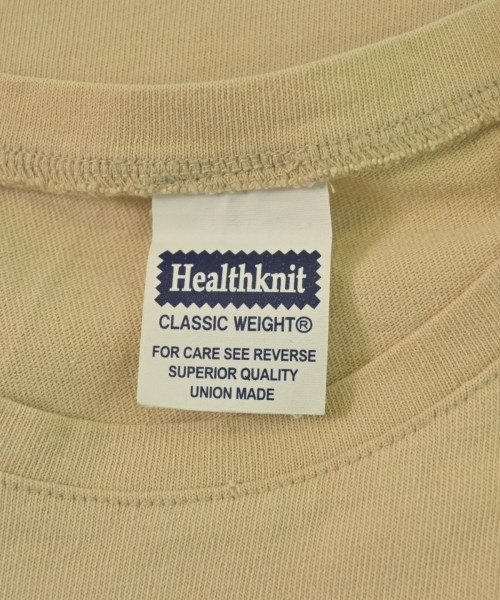 Healthknit
CLASSIC WEIGHT®
FOR CARE SEE REVERSE
SUPERIOR QUALITY
UNION MADE